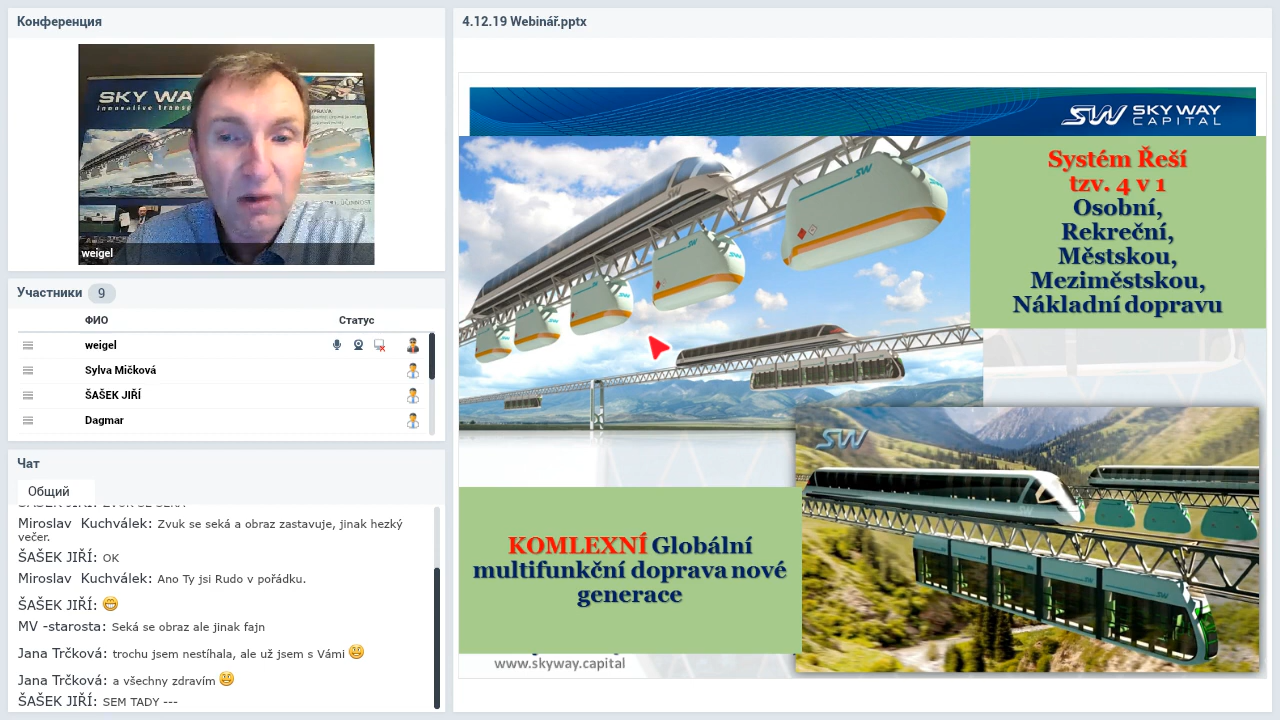 Конференция
SKY WA
Innovative Transp
weigel
Участники 9
ФИО Статус
weigel
Sylva Mičková
ŠAŠEK JIŘÍ
Dagmar
Чат
Общий
Miroslav Kuchválek: Zvuk se seká a obraz zastavuje, jinak hezký
večer.
ŠAŠEK JIŘÍ: OK
Miroslav Kuchválek: Ano Ty jsi Rudo v pořádku.
ŠAŠEK JIŘÍ:
MV -starosta: Seká se obraz ale jinak fajn
Jana Trčková: trochu jsem nestíhala, ale už jsem s Vámi
Jana Trčková: a všechny zdravím
ŠAŠEK JIŘÍ: SEM TADY ---
4.12.19 Webinář.pptx
SW SKY WAY
CAPITAL
Systém Řeší
tzv. 4 v 1
Osobní,
Rekreční,
Městskou,
Meziměstskou,
Nákladní dopravu
SW
KOMLEXNÍ Globální
multifunkční doprava nové
generace
www.skyway.capital